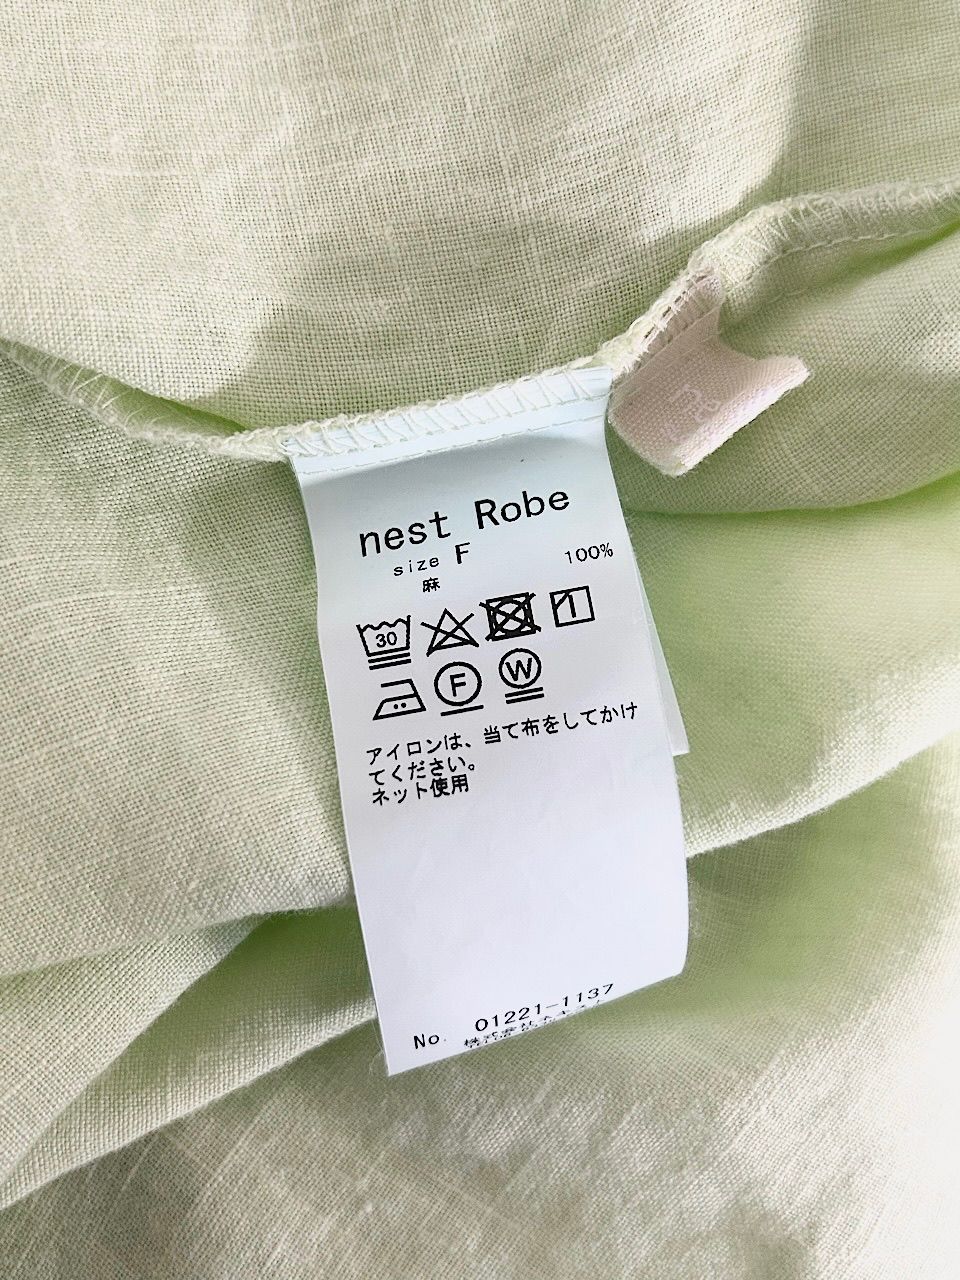 nest Robe
size F
麻 100%
30
F W
アイロンは、当て布をしてかけ
てください。
ネット使用
No. 01221-1137